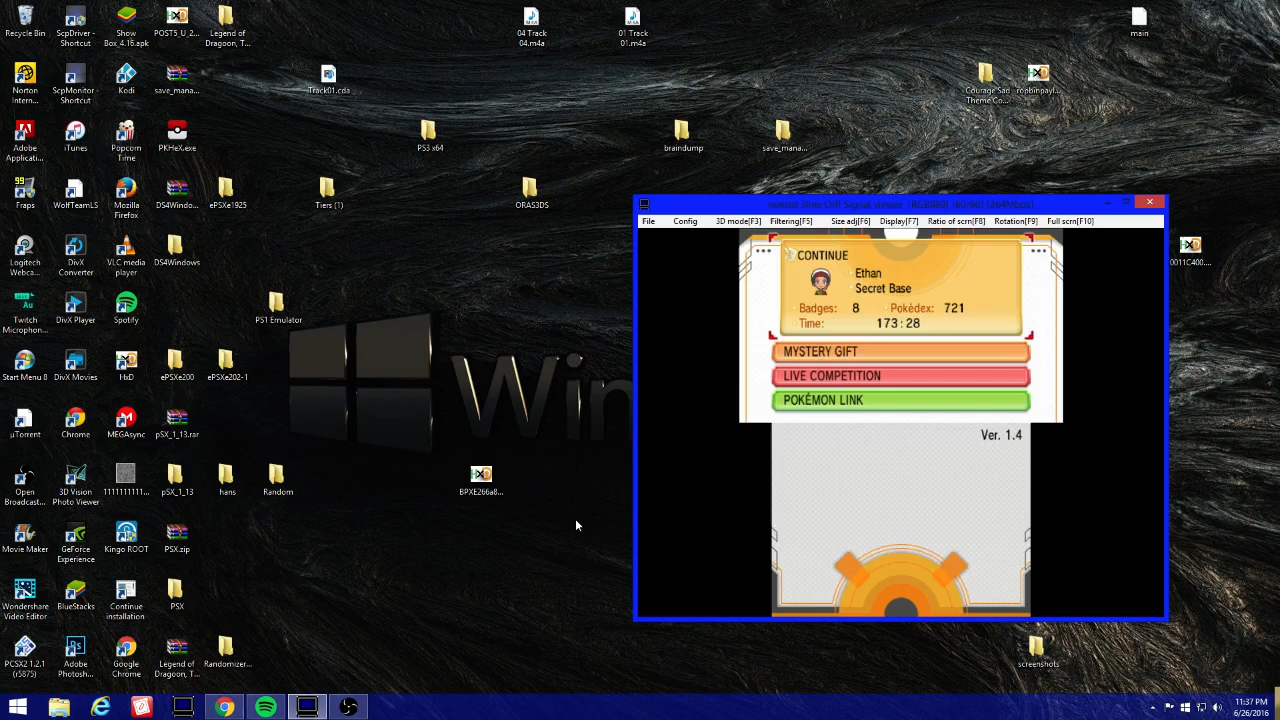 Recycle Bin
ScpDriver - Shortcut
Show Box_4.16.apk
POST5_U_2...
Legend of Dragoon, T...
04 Track 04.m4a
01 Track 01.m4a
main
Norton Intern...
ScpMonitor - Shortcut
Kodi
save_mana...
Track01.cda
Courage Sad Theme Co...
Adobe Applicati...
iTunes
Popcorn Time
PKHeX.exe
PS3 x64
braindump
save_mana...
99
Fraps
WolfTeamLS
Mozilla Firefox
DS4Windo...
ePSXe925
Tiers (1)
ORAS3DS
Logitech Webca...
DivX Converter
VLC media player
DS4Windows
0011C400....
Twitch Microphon...
DivX Player
Spotify
PS1 Emulator
Start Menu 8
DivX Movies
HxD
ePSXe200
ePSXe202-1
Win
µTorrent
Chrome
MEGAsync
pSX_1_13.rar
Open Broadcast...
3D Vision Photo Viewer
1111111111...
pSX_1_13
hans
Random
BPXE266a8...
Movie Maker
GeForce Experience
Kingo ROOT
PSX.zip
Wondershare Video Editor
BlueStacks
Continue installation
PSX
PCSX2 1.2.1 (r5875)
Adobe Photosh...
Google Chrome
Legend of Dragoon, T...
Randomizer...
screenshots
File Config 3D mode[F3] Filtering[F5] Size adj[F6] Display[F7] Ratio of scrn[F8] Rotation[F9] Full scrn[F10]
CONTINUE
Ethan
Secret Base
Badges: 8 Pokédex: 721
Time: 173:28
MYSTERY GIFT
LIVE COMPETITION
POKÉMON LINK
Ver. 1.4
11:37 PM
6/26/2016